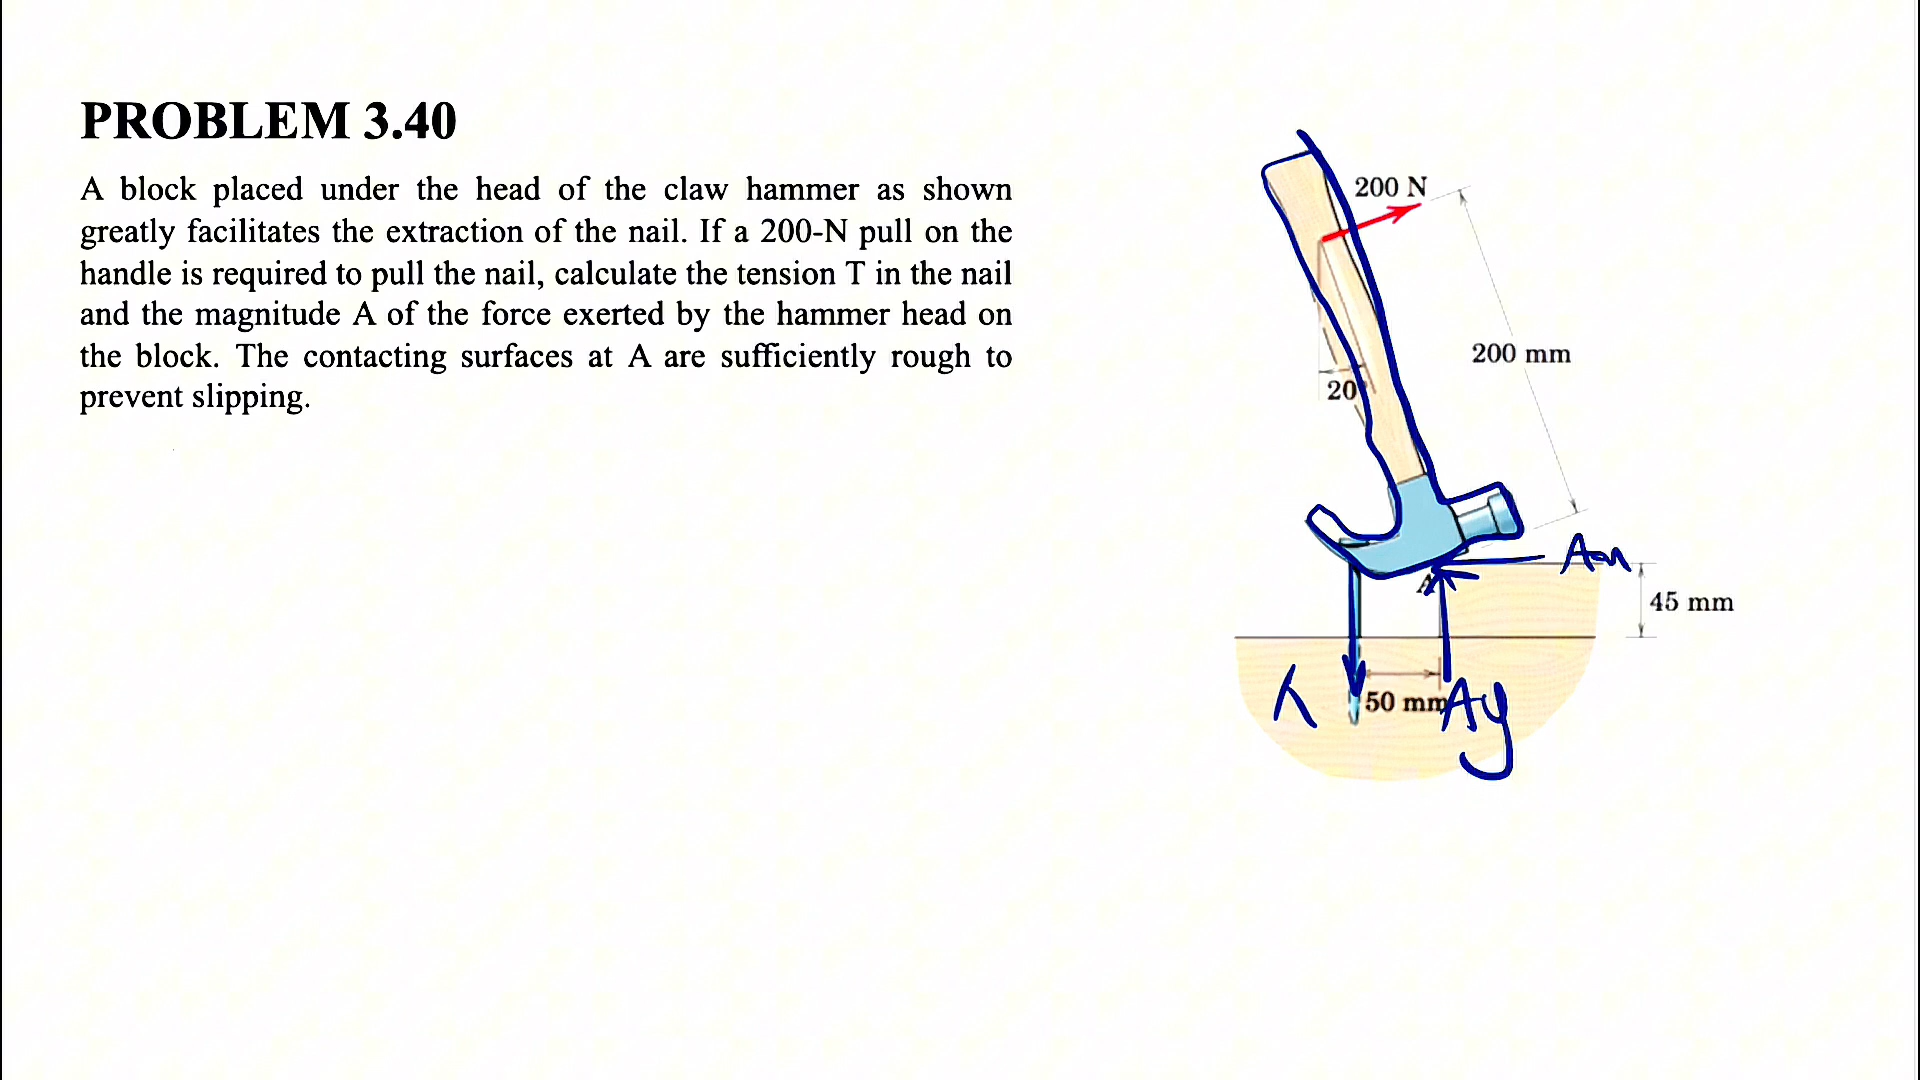 PROBLEM 3.40
A block placed under the head of the claw hammer as shown
greatly facilitates the extraction of the nail. If a 200-N pull on the
handle is required to pull the nail, calculate the tension T in the nail
and the magnitude A of the force exerted by the hammer head on
the block. The contacting surfaces at A are sufficiently rough to
prevent slipping.
200 N
200 mm
20
A
45 mm
50 mm
Ay